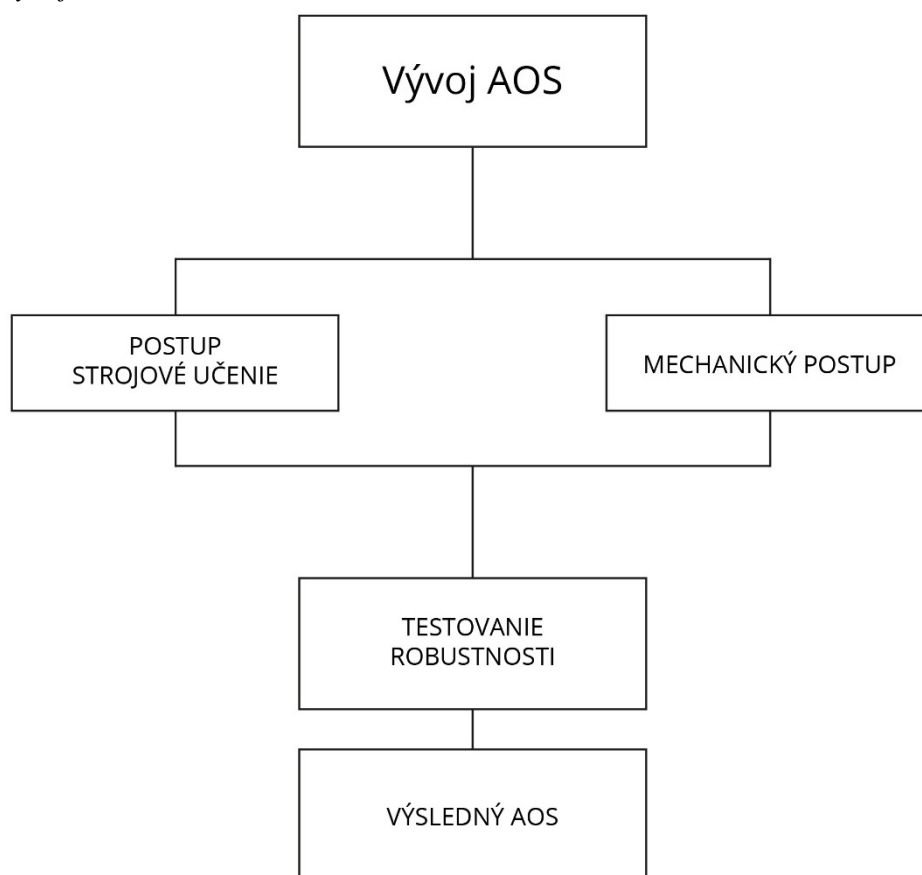 Vývoj AOS
POSTUP
STROJOVÉ UČENIE
MECHANICKÝ POSTUP
TESTOVANIE
ROBUSTNOSTI
VÝSLEDNÝ AOS